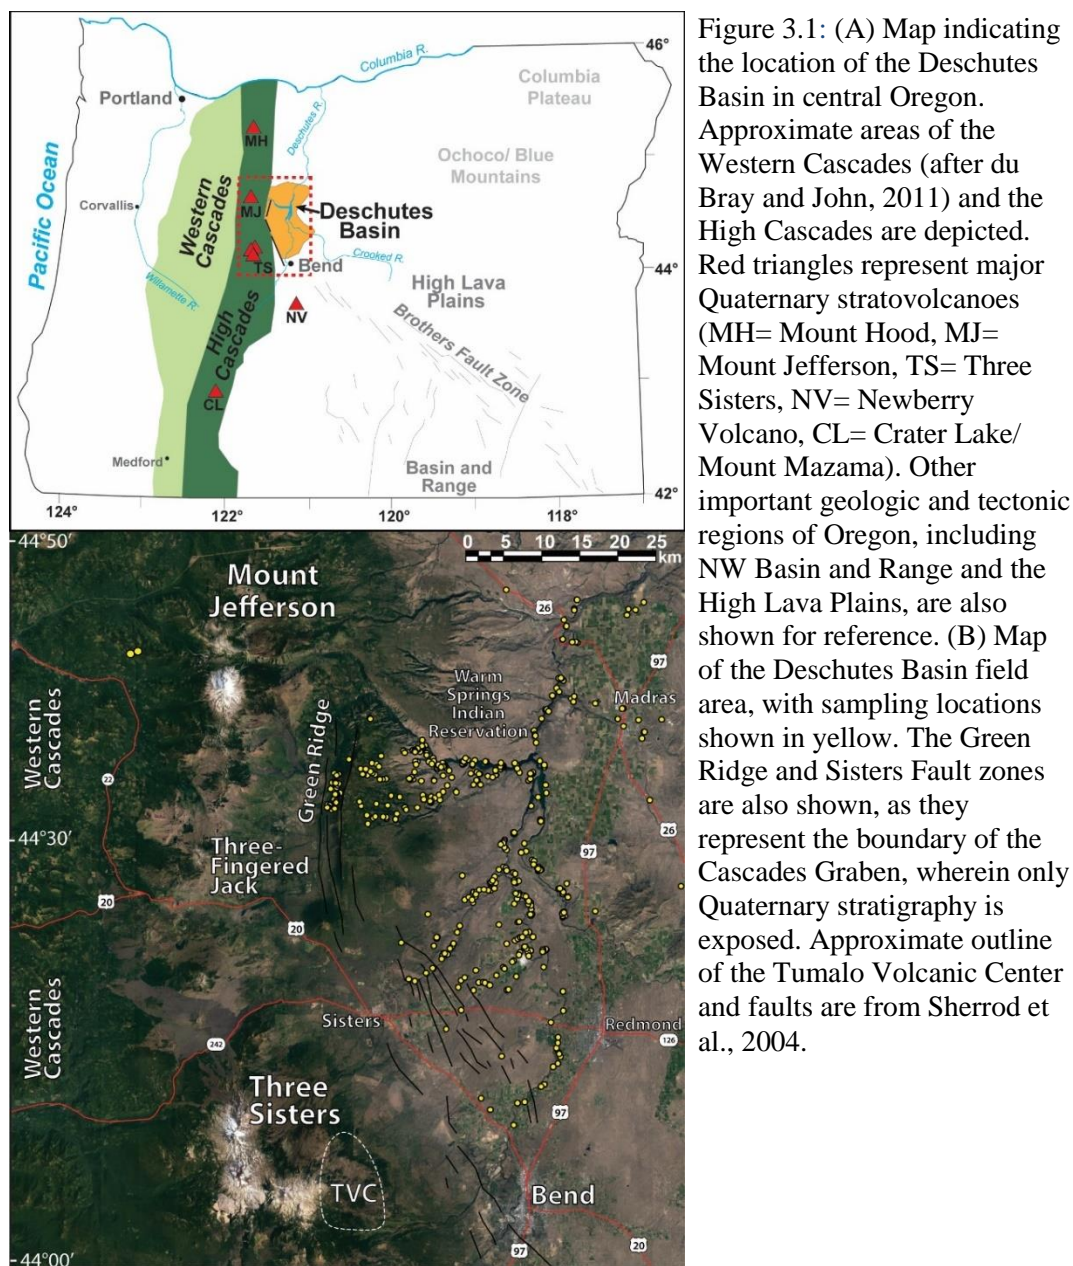 46°
Columbia R.
Columbia
Plateau
Portland
Deschutes R.
MH
Ochoco/ Blue
Mountains
Pacific Ocean
Corvallis
Western
Cascades
MJ
Deschutes
Basin
Crooked R.
TS
Bend
44°
Willamette R.
High Lava
Plains
NV
High
Cascades
Brothers Fault Zone
CL
Medford
Basin and
Range
42°
124°
122°
120°
118°
44°50'
0 5 10 15 20 25
km
Mount
Jefferson
26
97
Warm
Springs
Indian
Reservation
Madras
Western
Cascades
22
Green Ridge
44°30'
Three-
Fingered
Jack
26
97
20
20
Sisters
Redmond
126
Western
Cascades
242
Three
Sisters
97
TVC
Bend
20
97
44°00'
Figure 3.1: (A) Map indicating
the location of the Deschutes
Basin in central Oregon.
Approximate areas of the
Western Cascades (after du
Bray and John, 2011) and the
High Cascades are depicted.
Red triangles represent major
Quaternary stratovolcanoes
(MH= Mount Hood, MJ=
Mount Jefferson, TS= Three
Sisters, NV= Newberry
Volcano, CL= Crater Lake/
Mount Mazama). Other
important geologic and tectonic
regions of Oregon, including
NW Basin and Range and the
High Lava Plains, are also
shown for reference. (B) Map
of the Deschutes Basin field
area, with sampling locations
shown in yellow. The Green
Ridge and Sisters Fault zones
are also shown, as they
represent the boundary of the
Cascades Graben, wherein only
Quaternary stratigraphy is
exposed. Approximate outline
of the Tumalo Volcanic Center
and faults are from Sherrod et
al., 2004.